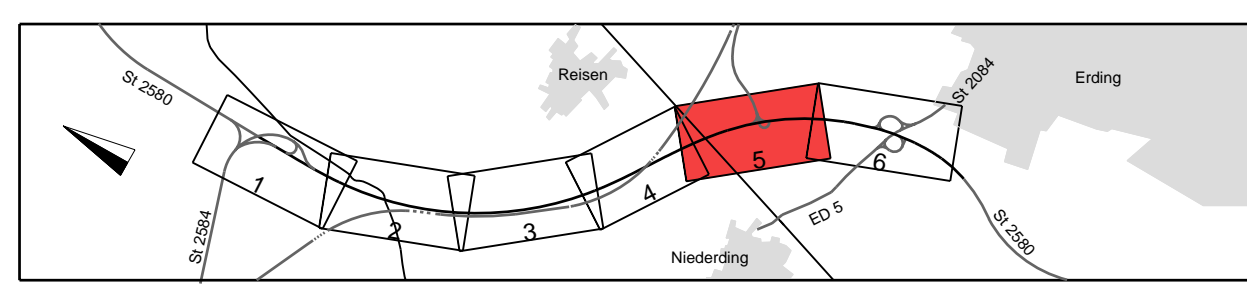 St 2580
Reisen
St 2084
Erding
1
2
3
4
5
6
St 2584
ED 5
Niederding
St 2580